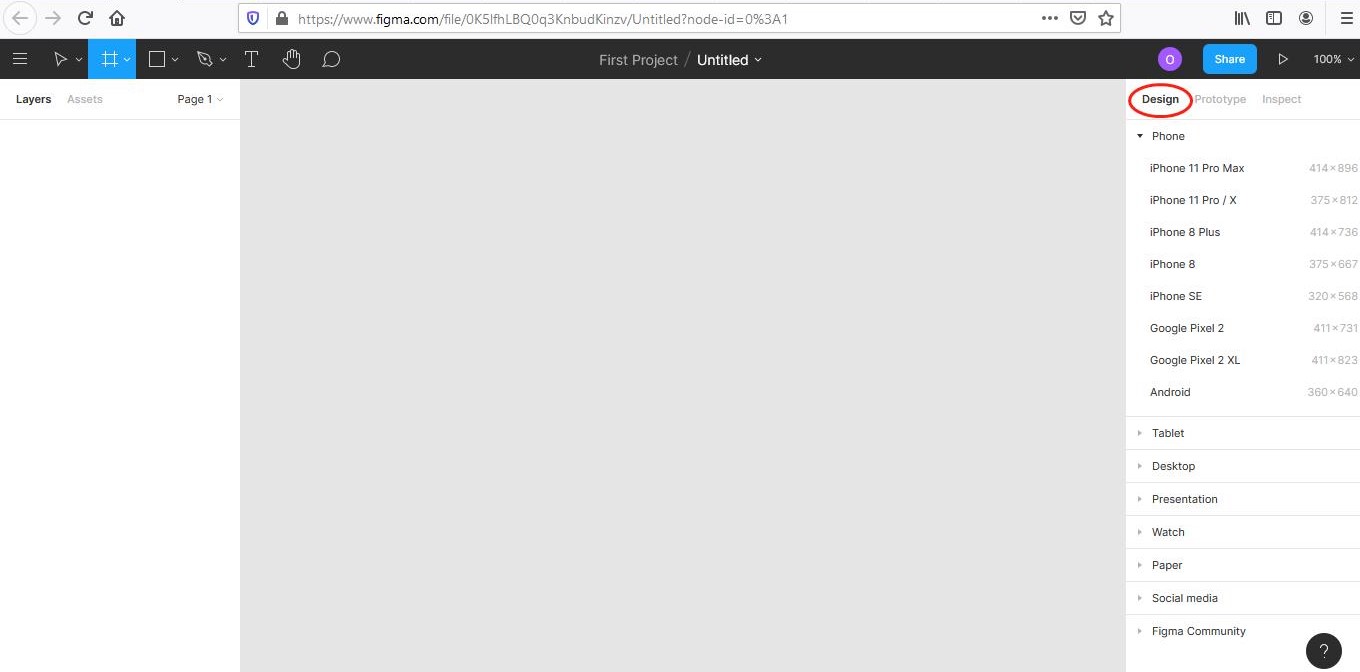 https://www.figma.com/file/0K5lfhLBQ0q3KnbudKinzv/Untitled?node-id=0%3A1
First Project / Untitled
O
Share
100%
Layers Assets Page 1
Design Prototype Inspect
Phone
iPhone 11 Pro Max 414×896
iPhone 11 Pro / X 375×812
iPhone 8 Plus 414×736
iPhone 8 375×667
iPhone SE 320×568
Google Pixel 2 411×731
Google Pixel 2 XL 411×823
Android 360×640
Tablet
Desktop
Presentation
Watch
Paper
Social media
Figma Community
?